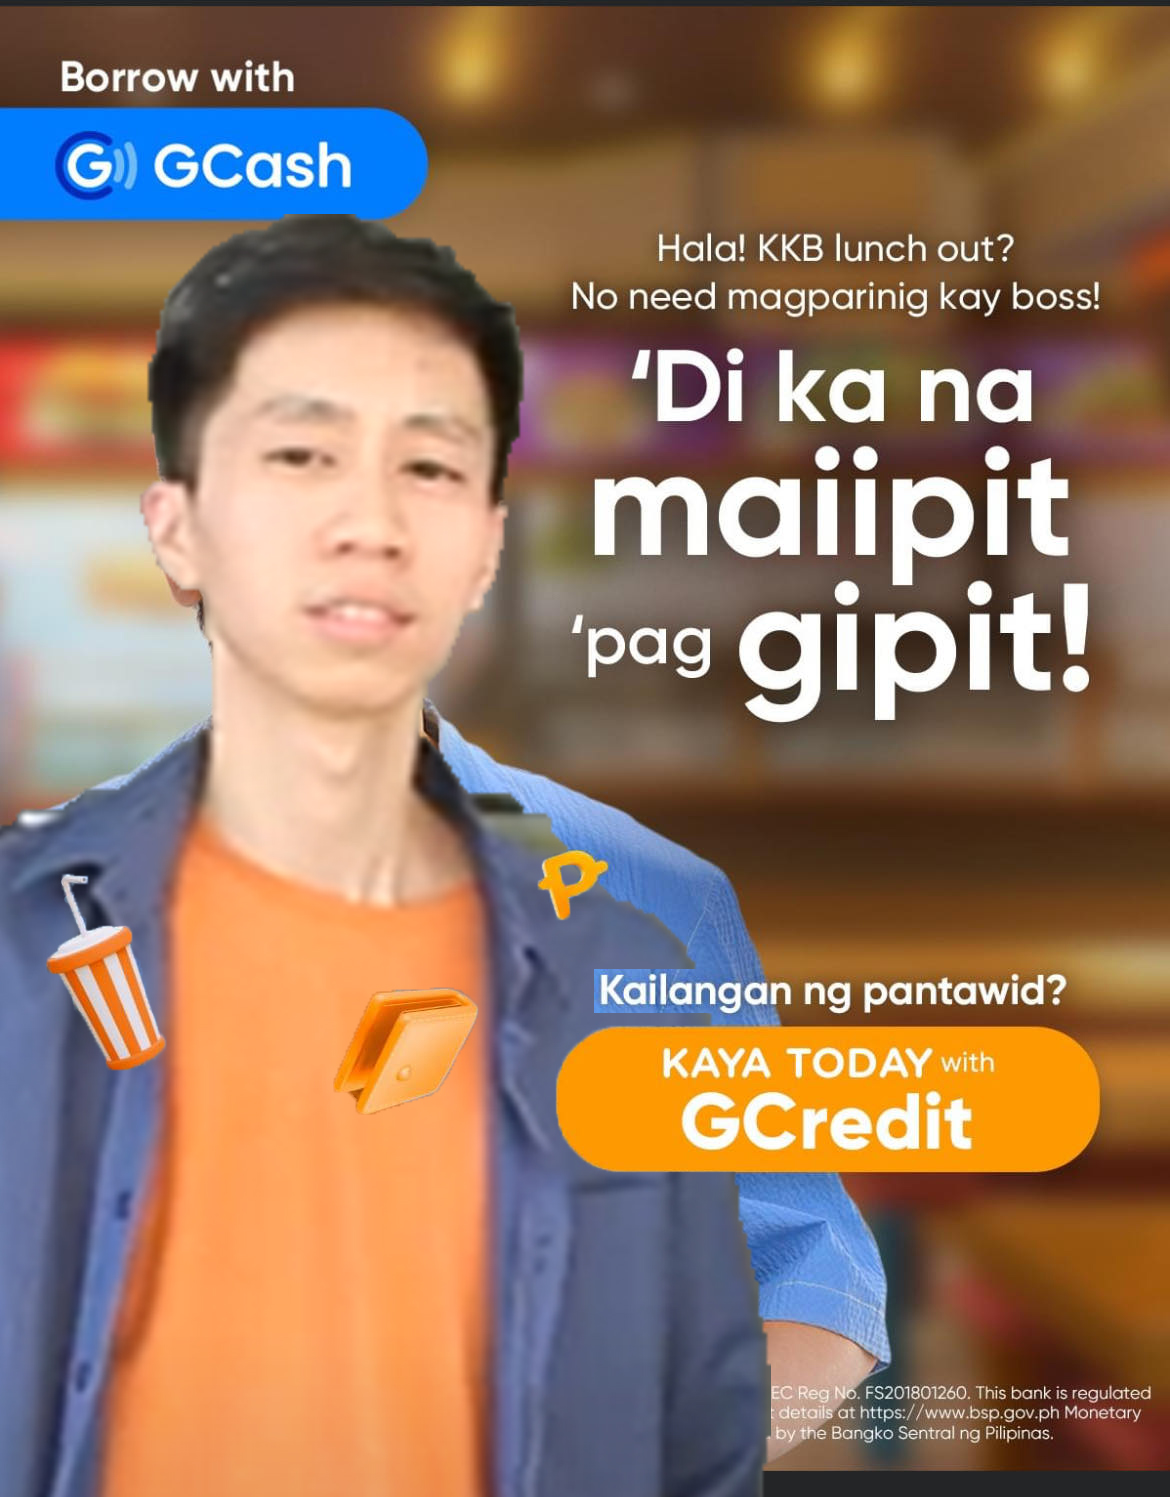 Borrow with
GCash
Hala! KKB lunch out?
No need magparinig kay boss!
‘Di ka na
maiipit
‘pag gipit!
Kailangan ng pantawid?
KAYA TODAY with
GCredit
EC Reg No. FS201801260. This bank is regulated
details at https://www.bsp.gov.ph Monetary
by the Bangko Sentral ng Pilipinas.